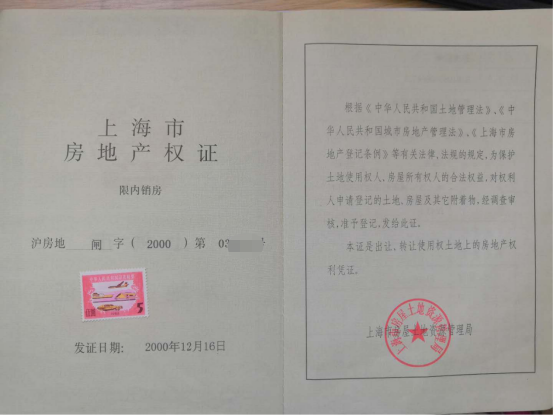 上海市
房地产权证
限内销房
沪房地 闸 字（2000）第 03 号
5
发证日期：2000年12月16日
根据《中华人民共和国土地管理法》、《中
华人民共和国城市房地产管理法》、《上海市房
地产登记条例》等有关法律、法规的规定，为保护
土地使用权人、房屋所有权人的合法权益，对权利
人申请登记的土地、房屋及其它附着物，经调查审
核，准予登记，发给此证。
本证是出让、转让使用权土地上的房地产权
利凭证。
上海市房屋土地资源管理局
上海市房屋土地资源管理局